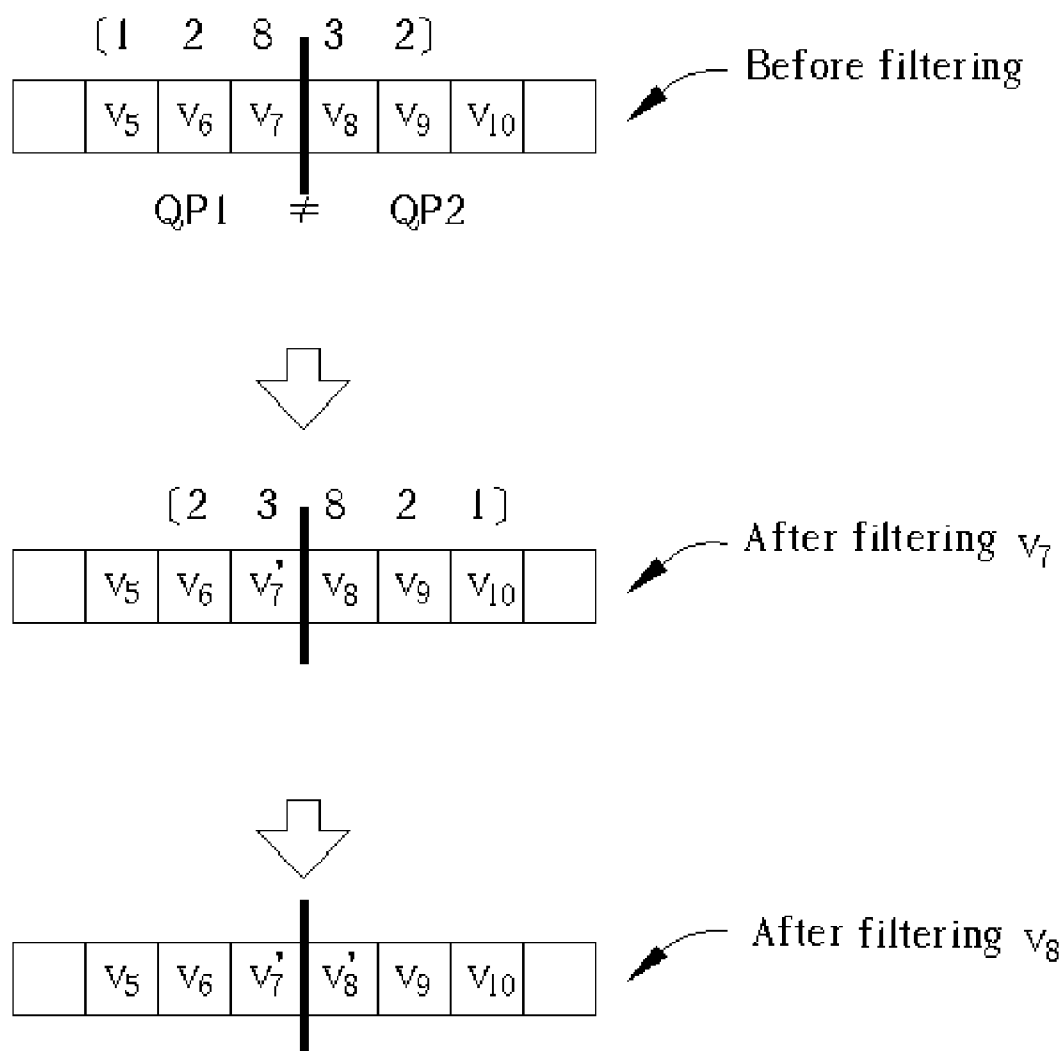 [1 2 8 3 2]
V5 V6 V7 V8 V9 V10
Before filtering
QP1 ≠ QP2
[2 3 8 2 1]
V5 V6 V7' V8 V9 V10
After filtering V7
V5 V6 V7' V8' V9 V10
After filtering V8